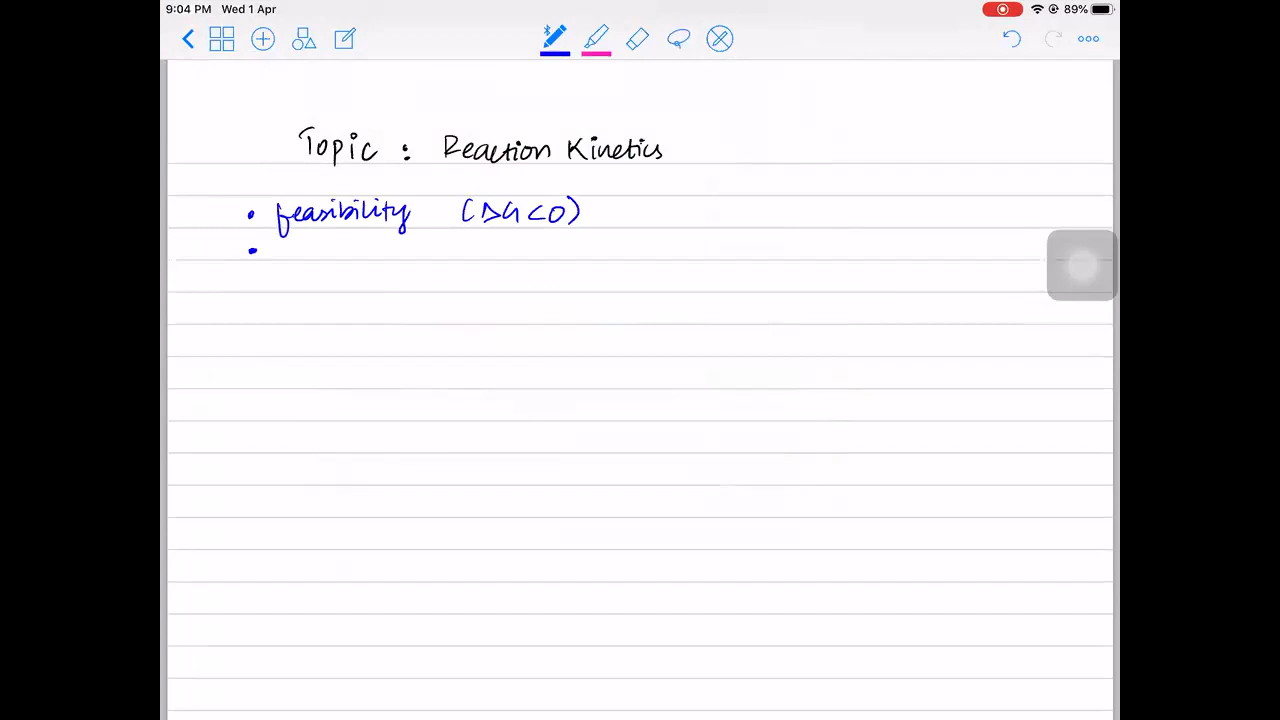 9:04 PM Wed 1 Apr 89%
Topic : Reaction Kinetics
• feasibility (ΔG<0)
•